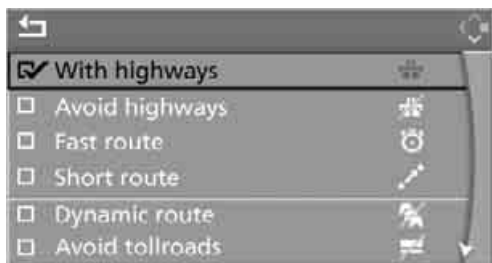 With highways
Avoid highways
Fast route
Short route
Dynamic route
Avoid tollroads